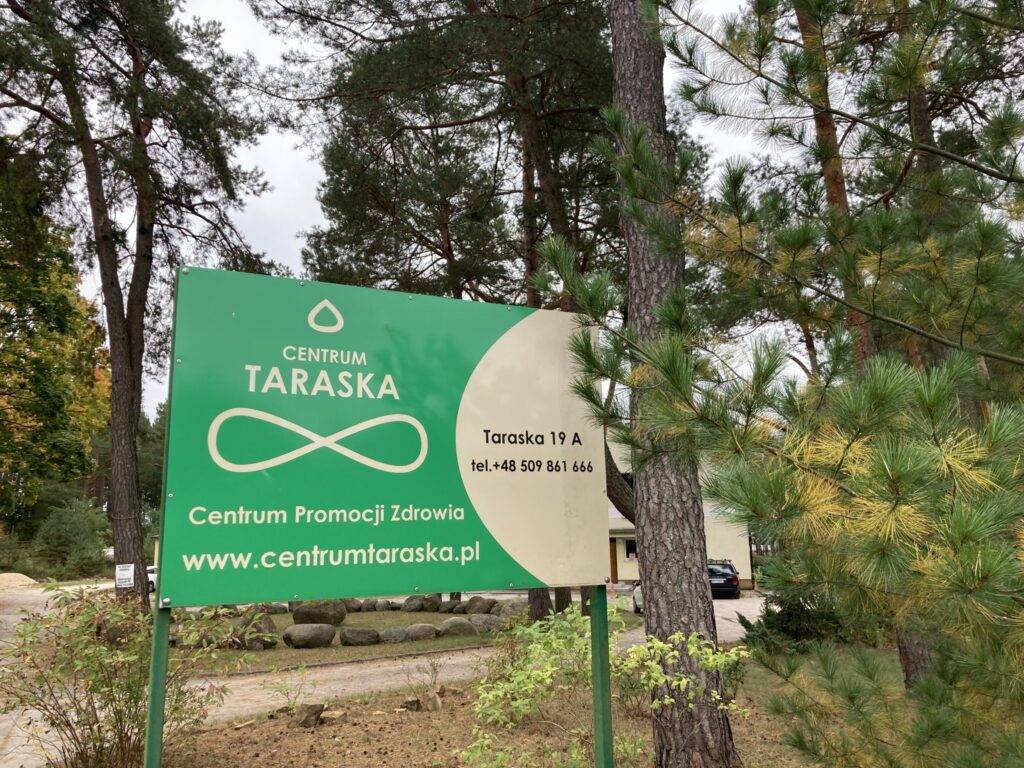 CENTRUM
TARASKA
Centrum Promocji Zdrowia
www.centrumtaraska.pl
Taraska 19 A
tel.+48 509 861 666